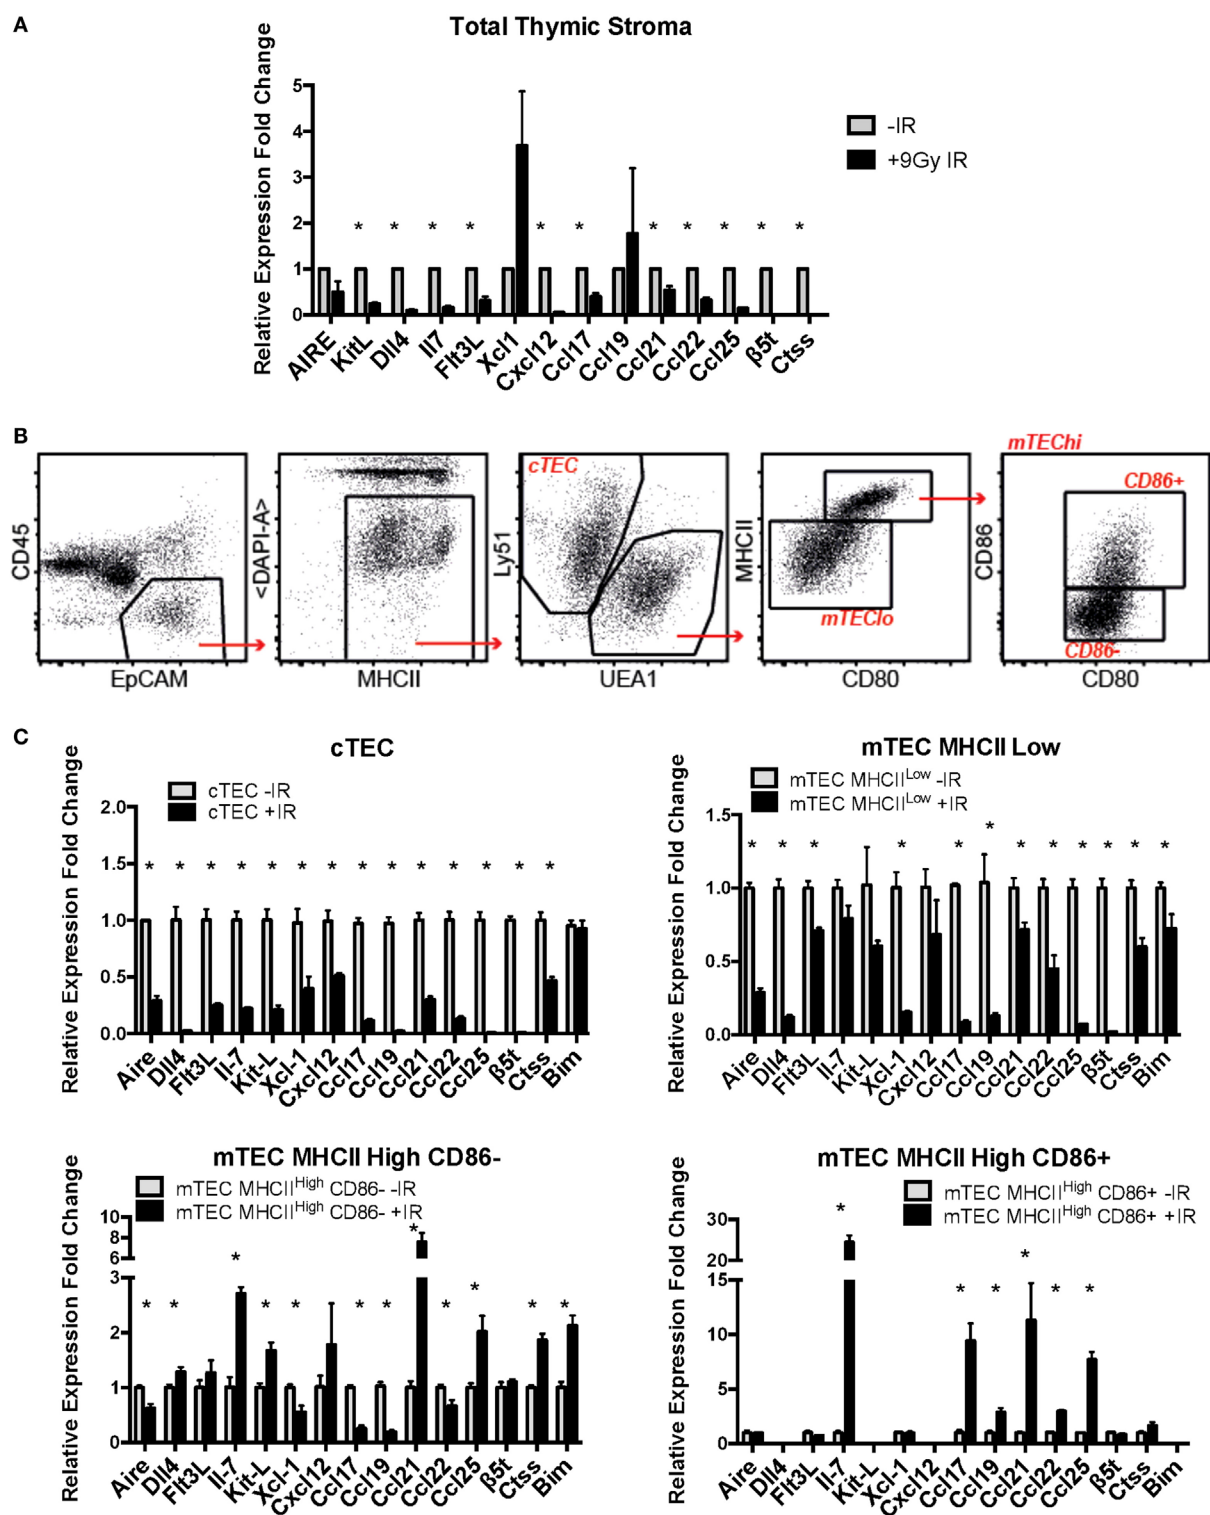 A
Total Thymic Stroma
Relative Expression Fold Change
5
4
3
2
1
0
-IR
+9Gy IR
* * * * * * * * * * *
AIRE KitL Dll4 Il7 Flt3L Xcl1 Cxcl12 Ccl17 Ccl19 Ccl21 Ccl22 Ccl25 β5t Ctss
B
CD45
EpCAM
<DAPI-A>
MHCII
cTEC
Ly51
UEA1
MHCII
mTEClo
CD80
mTEChi
CD86+
CD86
CD86-
CD80
C
cTEC
Relative Expression Fold Change
cTEC -IR
cTEC +IR
2.0
1.5
1.0
0.5
0.0
* * * * * * * * * * * * * *
Aire Dll4 Flt3L Il-7 Kit-L Xcl-1 Cxcl12 Ccl17 Ccl19 Ccl21 Ccl22 Ccl25 β5t Ctss Bim
mTEC MHCII Low
Relative Expression Fold Change
mTEC MHCII^Low -IR
mTEC MHCII^Low +IR
1.5
1.0
0.5
0.0
* * * * * * * * * * * *
Aire Dll4 Flt3L Il-7 Kit-L Xcl-1 Cxcl12 Ccl17 Ccl19 Ccl21 Ccl22 Ccl25 β5t Ctss Bim
mTEC MHCII High CD86-
Relative Expression Fold Change
mTEC MHCII^High CD86- -IR
mTEC MHCII^High CD86- +IR
10
8
6
3
2
1
0
* * * * * * * * * * * *
Aire Dll4 Flt3L Il-7 Kit-L Xcl-1 Cxcl12 Ccl17 Ccl19 Ccl21 Ccl22 Ccl25 β5t Ctss Bim
mTEC MHCII High CD86+
Relative Expression Fold Change
mTEC MHCII^High CD86+ -IR
mTEC MHCII^High CD86+ +IR
30
20
15
10
5
0
* * * * * *
Aire Dll4 Flt3L Il-7 Kit-L Xcl-1 Cxcl12 Ccl17 Ccl19 Ccl21 Ccl22 Ccl25 β5t Ctss Bim